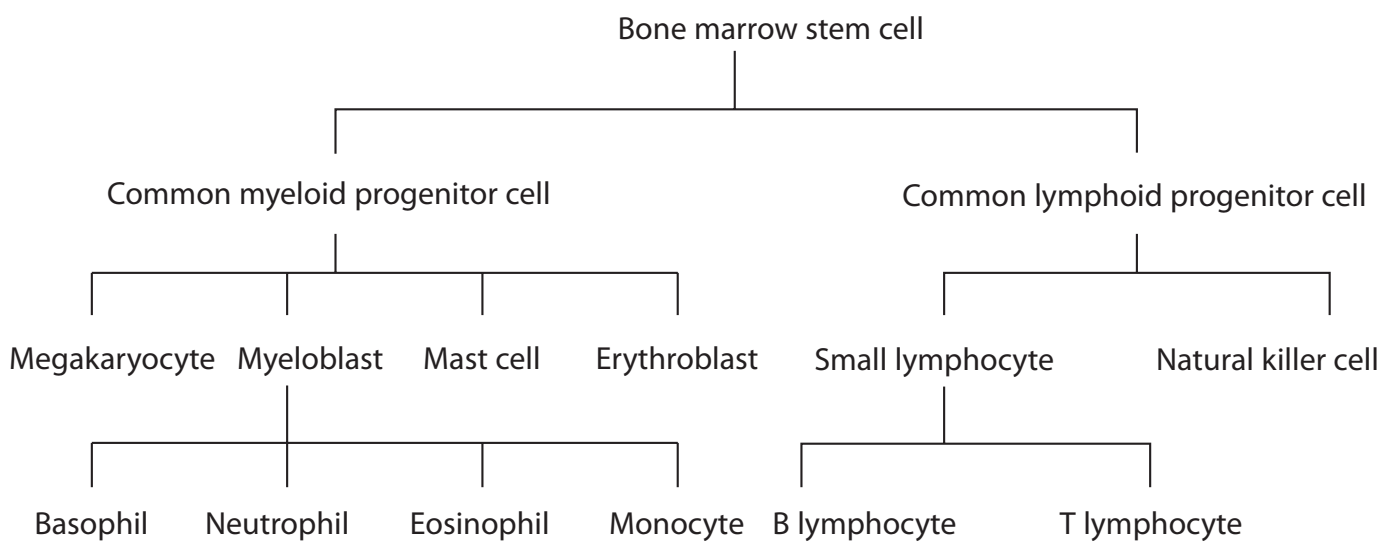 Bone marrow stem cell
Common myeloid progenitor cell
Common lymphoid progenitor cell
Megakaryocyte
Myeloblast
Mast cell
Erythroblast
Small lymphocyte
Natural killer cell
Basophil
Neutrophil
Eosinophil
Monocyte
B lymphocyte
T lymphocyte